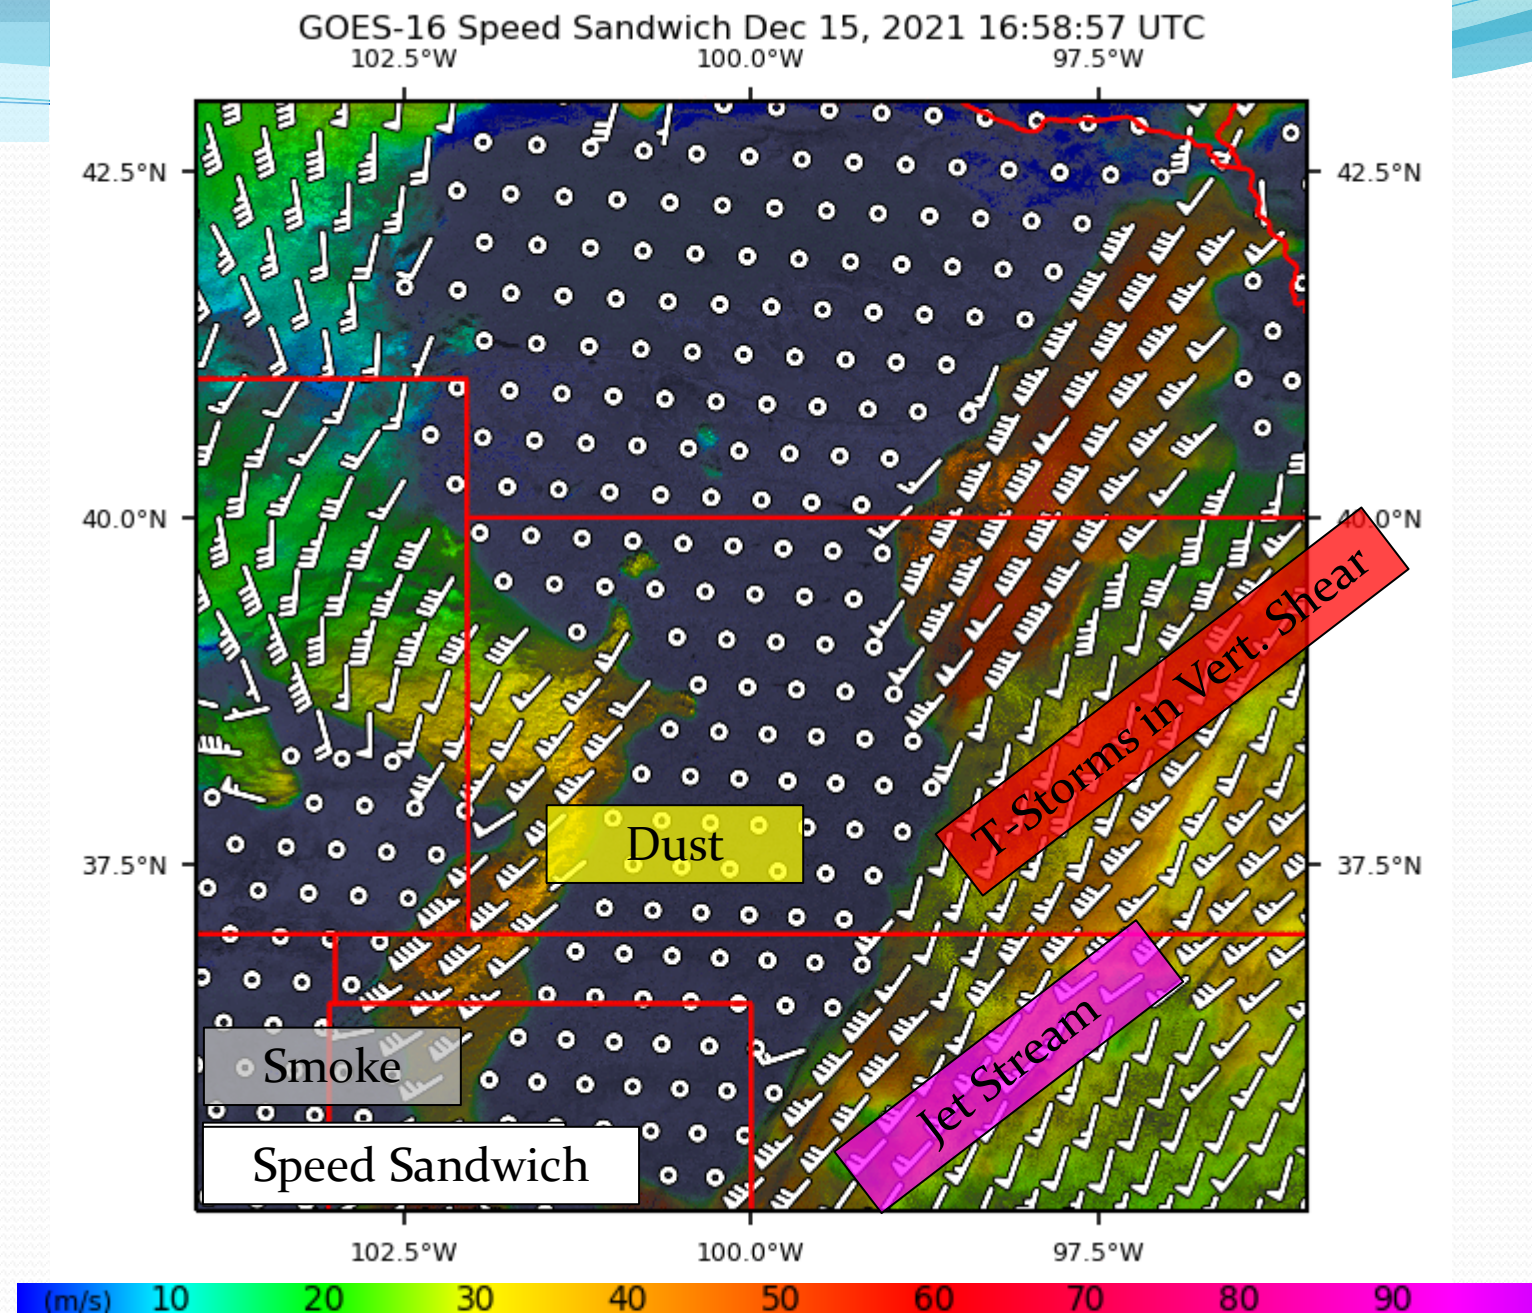 GOES-16 Speed Sandwich Dec 15, 2021 16:58:57 UTC
102.5°W 100.0°W 97.5°W
42.5°N 42.5°N
40.0°N 40.0°N
T-Storms in Vert. Shear
Dust
37.5°N 37.5°N
Jet Stream
Smoke
Speed Sandwich
102.5°W 100.0°W 97.5°W
(m/s) 10 20 30 40 50 60 70 80 90